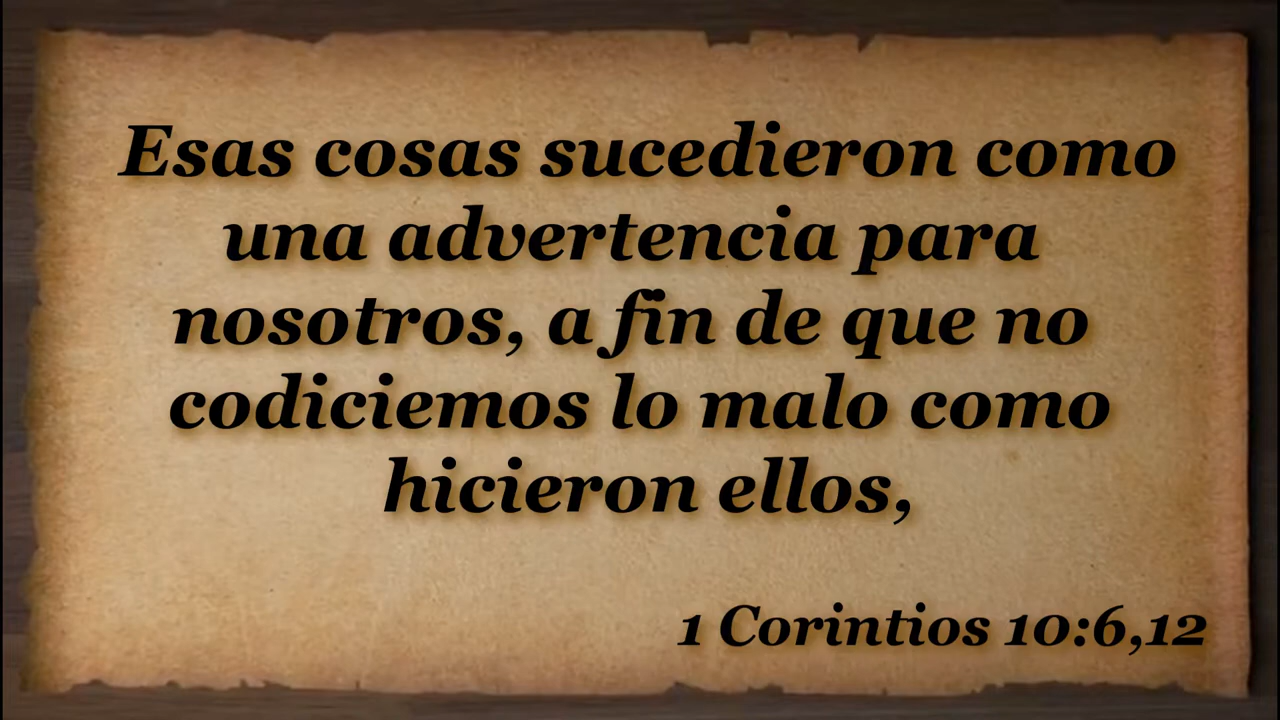 Esas cosas sucedieron como
una advertencia para
nosotros, a fin de que no
codiciemos lo malo como
hicieron ellos,
1 Corintios 10:6,12